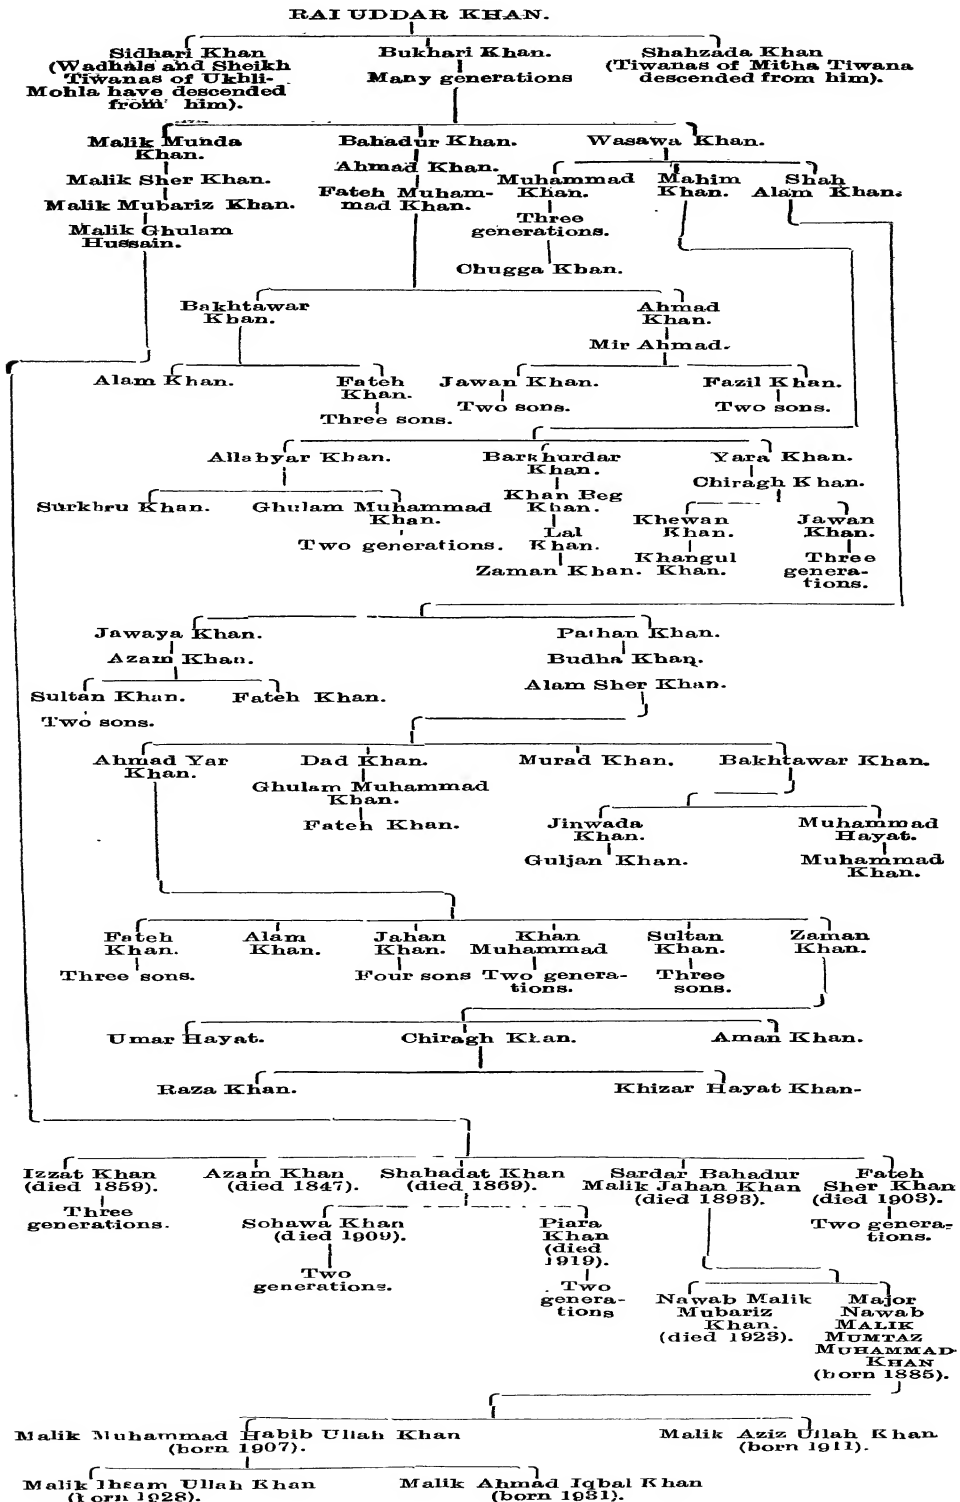 RAI UDDAR KHAN.
Sidhari Khan
(Wadhals and Sheikh
Tiwanas of Ukhli-
Mohla have descended
from him).
Bukhari Khan.
Many generations
Shahzada Khan
(Tiwanas of Mitha Tiwana
descended from him).
Malik Munda
Khan.
Malik Sher Khan.
Malik Mubariz Khan.
Malik Ghulam
Hussain.
Bahadur Khan.
Ahmad Khan.
Fateh Muham-
mad Khan.
Wasawa Khan.
Muhammad
Khan.
Three
generations.
Chugga Khan.
Mahim
Khan.
Shah
Alam Khan.
Bakhtawar
Khan.
Ahmad
Khan.
Mir Ahmad.
Alam Khan.
Fateh
Khan.
Three sons.
Jawan Khan.
Two sons.
Fazil Khan.
Two sons.
Allahyar Khan.
Barkhurdar
Khan.
Khan Beg
Khan.
Lal
Khan.
Zaman Khan.
Yara Khan.
Chiragh Khan.
Surkhru Khan.
Ghulam Muhammad
Khan.
Two generations.
Khewan
Khan.
Khangul
Khan.
Jawan
Khan.
Three
genera-
tions.
Jawaya Khan.
Azam Khan.
Sultan Khan.
Two sons.
Fateh Khan.
Pathan Khan.
Budha Khan.
Alam Sher Khan.
Ahmad Yar
Khan.
Dad Khan.
Ghulam Muhammad
Khan.
Fateh Khan.
Murad Khan.
Bakhtawar Khan.
Jinwada
Khan.
Guljan Khan.
Muhammad
Hayat.
Muhammad
Khan.
Fateh
Khan.
Three sons.
Alam
Khan.
Jahan
Khan.
Four sons
Khan
Muhammad
Two genera-
tions.
Sultan
Khan.
Three
sons.
Zaman
Khan.
Umar Hayat.
Chiragh Khan.
Aman Khan.
Raza Khan.
Khizar Hayat Khan-
Izzat Khan
(died 1859).
Three
generations.
Azam Khan
(died 1847).
Shahadat Khan
(died 1869).
Sohawa Khan
(died 1909).
Two
generations.
Piara
Khan
(died
1919).
Two
genera-
tions
Sardar Bahadur
Malik Jahan Khan
(died 1893).
Fateh
Sher Khan
(died 1903).
Two genera-
tions.
Nawab Malik
Mubariz
Khan.
(died 1923).
Major
Nawab
MALIK
MUMTAZ
MUHAMMAD
KHAN
(born 1885).
Malik Muhammad Habib Ullah Khan
(born 1907).
Malik Aziz Ullah Khan
(born 1911).
Malik Ullah Khan
(born 1928).
Malik Ahmad Iqbal Khan
(born 1931).